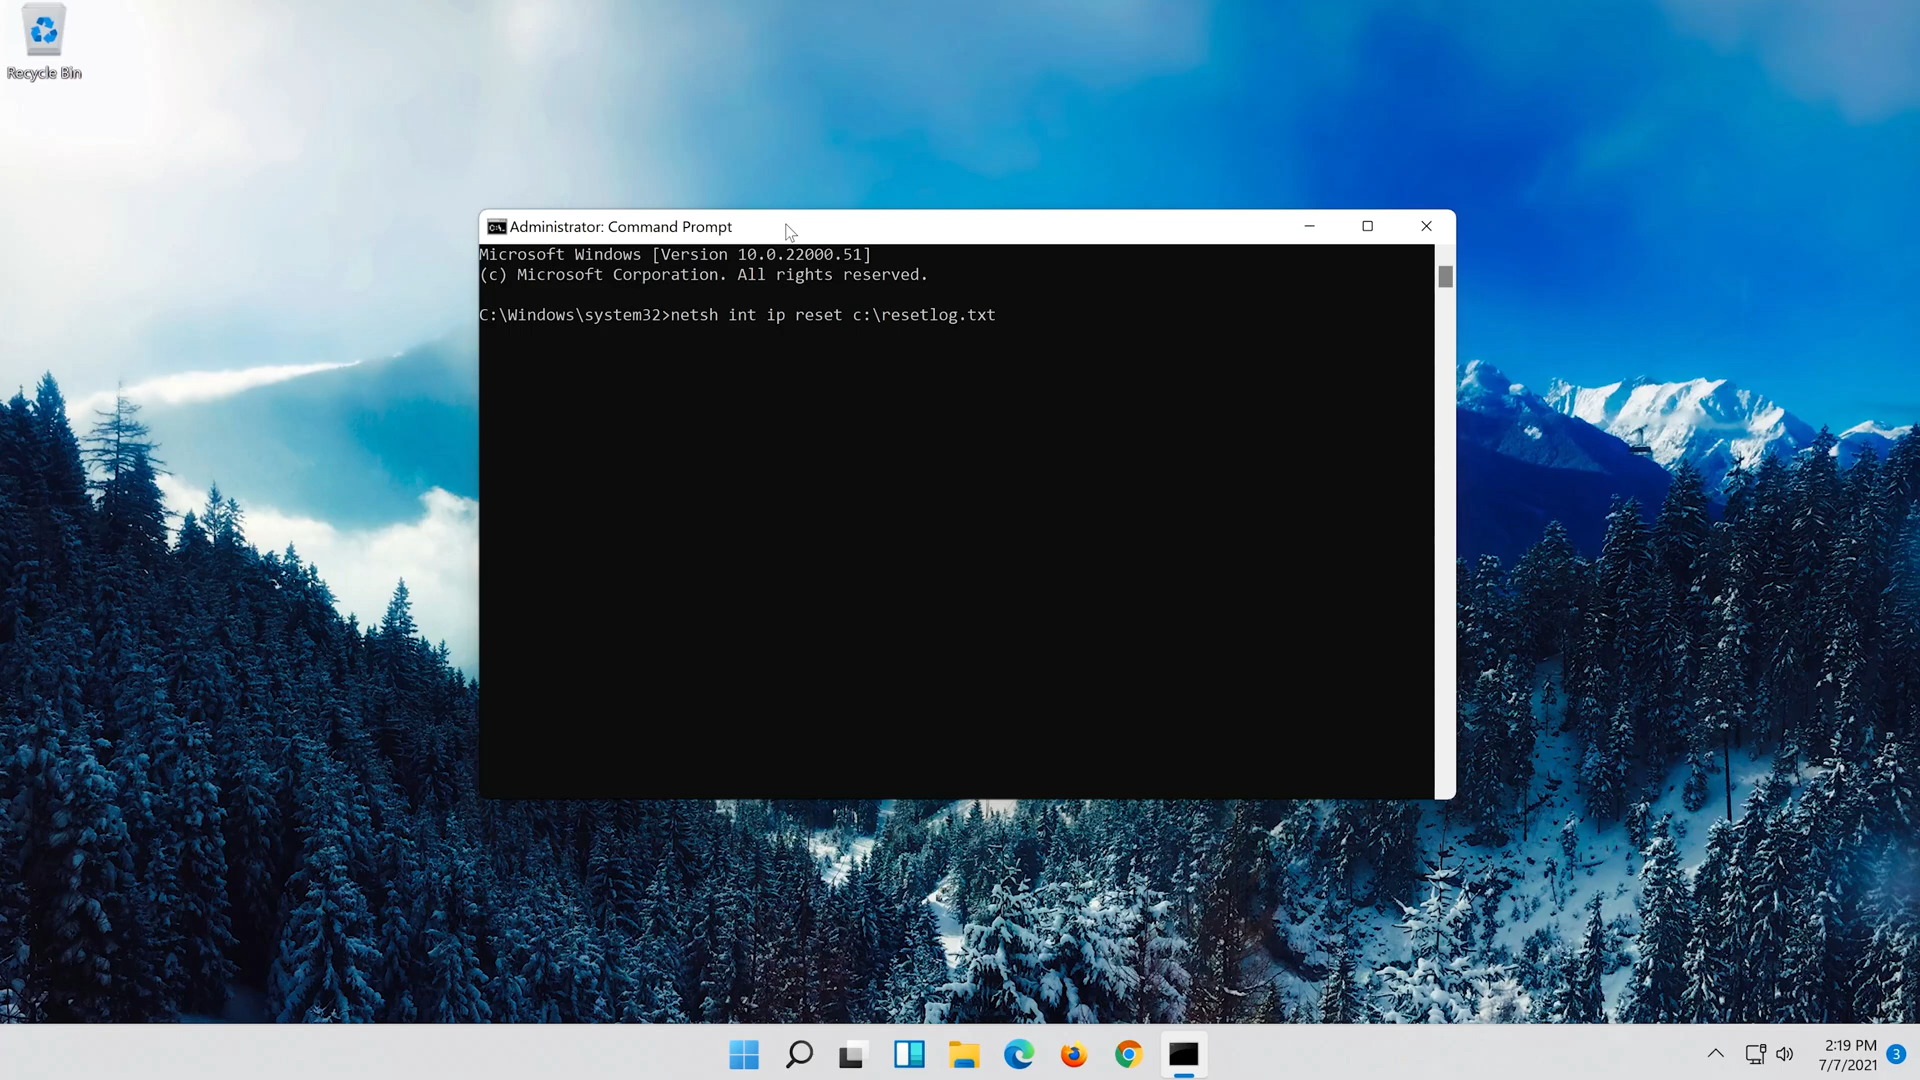 Recycle Bin
Administrator: Command Prompt
Microsoft Windows [Version 10.0.22000.51]
(c) Microsoft Corporation. All rights reserved.
C:\Windows\system32>netsh int ip reset c:\resetlog.txt
2:19 PM
7/7/2021
3